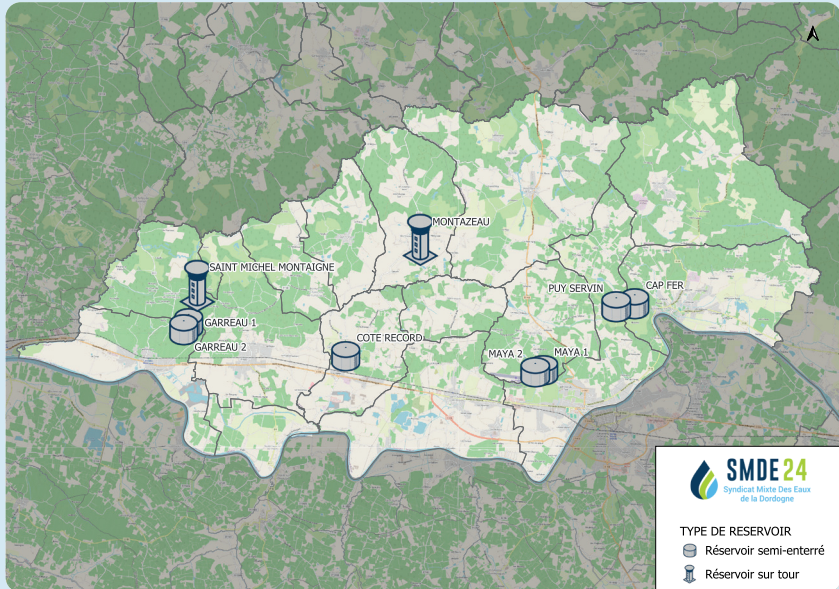 MONTAZEAU
SAINT MICHEL MONTAIGNE
CAP FER
PUY SERVIN
GARREAU 1
GARREAU 2
COTE RECORD
MAYA 2
MAYA 1
SMDE 24
Syndicat Mixte Des Eaux
de la Dordogne
TYPE DE RESERVOIR
Réservoir semi-enterré
Réservoir sur tour